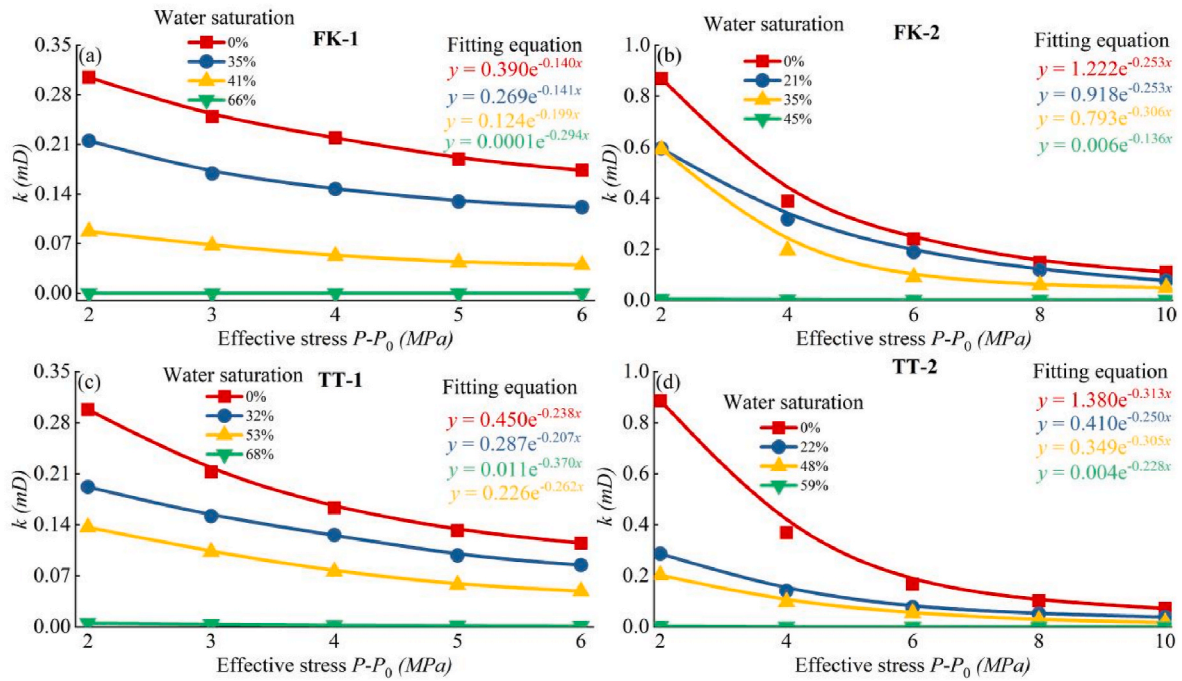 Water saturation
0%
35%
41%
66%
(a)
FK-1
Fitting equation
y = 0.390e^{-0.140x}
y = 0.269e^{-0.141x}
y = 0.124e^{-0.199x}
y = 0.0001e^{-0.294x}
0.35
0.28
0.21
0.14
0.07
0.00
k (mD)
2 3 4 5 6
Effective stress P-P₀ (MPa)
Water saturation
0%
21%
35%
45%
(b)
FK-2
Fitting equation
y = 1.222e^{-0.253x}
y = 0.918e^{-0.253x}
y = 0.793e^{-0.306x}
y = 0.006e^{-0.136x}
1.0
0.8
0.6
0.4
0.2
0.0
k (mD)
2 4 6 8 10
Effective stress P-P₀ (MPa)
(c)
Water saturation
0%
32%
53%
68%
TT-1
Fitting equation
y = 0.450e^{-0.238x}
y = 0.287e^{-0.207x}
y = 0.011e^{-0.370x}
y = 0.226e^{-0.262x}
0.35
0.28
0.21
0.14
0.07
0.00
k (mD)
2 3 4 5 6
Effective stress P-P₀ (MPa)
(d)
TT-2
Water saturation
0%
22%
48%
59%
Fitting equation
y = 1.380e^{-0.313x}
y = 0.410e^{-0.250x}
y = 0.349e^{-0.305x}
y = 0.004e^{-0.228x}
1.0
0.8
0.6
0.4
0.2
0.0
k (mD)
2 4 6 8 10
Effective stress P-P₀ (MPa)